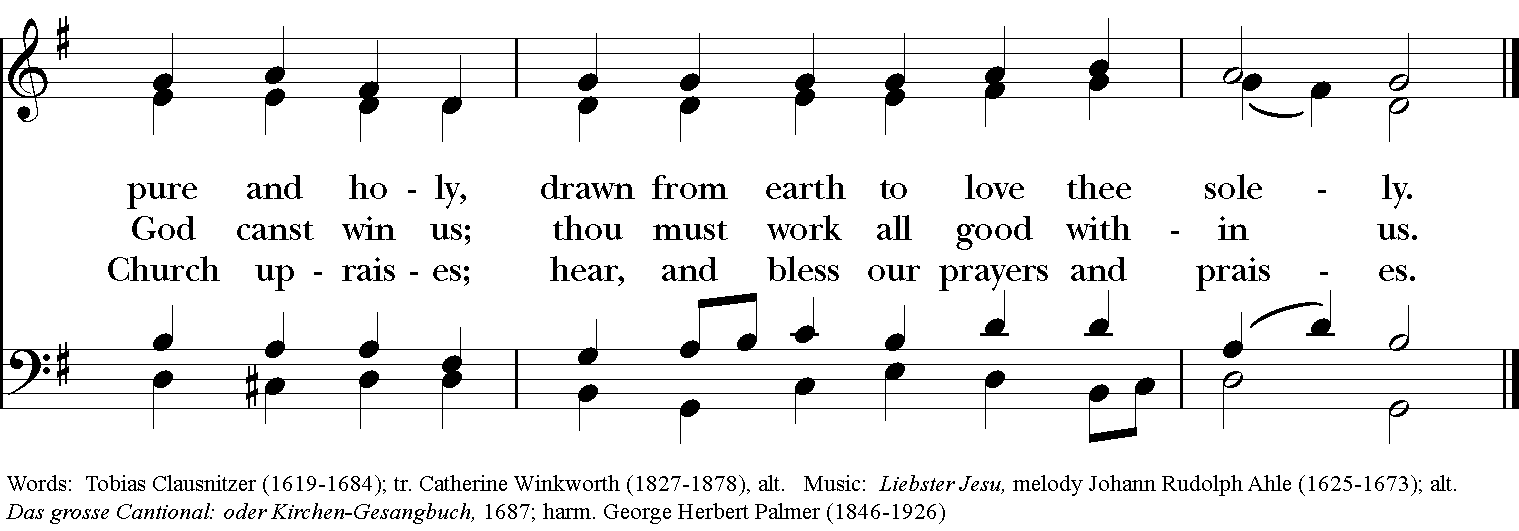 pure and ho - ly, drawn from earth to love thee sole - ly.
God canst win us; thou must work all good with - in us.
Church up - rais - es; hear, and bless our prayers and prais - es.
Words: Tobias Clausnitzer (1619-1684); tr. Catherine Winkworth (1827-1878), alt. Music: Liebster Jesu, melody Johann Rudolph Ahle (1625-1673); alt.
Das grosse Cantional: oder Kirchen-Gesangbuch, 1687; harm. George Herbert Palmer (1846-1926)